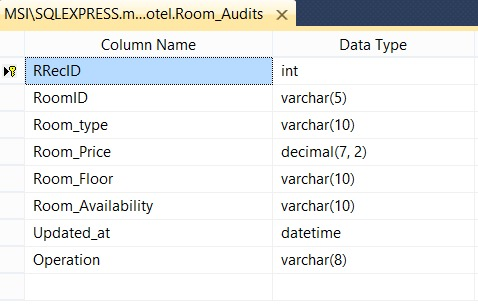 MSI\SQLEXPRESS.m...otel.Room_Audits
Column Name Data Type
RRecID int
RoomID varchar(5)
Room_type varchar(10)
Room_Price decimal(7, 2)
Room_Floor varchar(10)
Room_Availability varchar(10)
Updated_at datetime
Operation varchar(8)